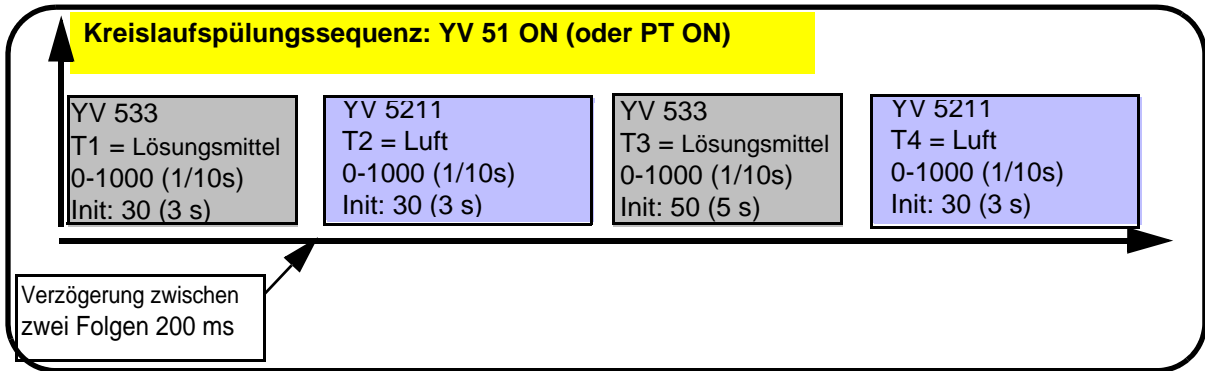 Kreislaufspülungssequenz: YV 51 ON (oder PT ON)
YV 533
T1 = Lösungsmittel
0-1000 (1/10s)
Init: 30 (3 s)
YV 5211
T2 = Luft
0-1000 (1/10s)
Init: 30 (3 s)
YV 533
T3 = Lösungsmittel
0-1000 (1/10s)
Init: 50 (5 s)
YV 5211
T4 = Luft
0-1000 (1/10s)
Init: 30 (3 s)
Verzögerung zwischen
zwei Folgen 200 ms